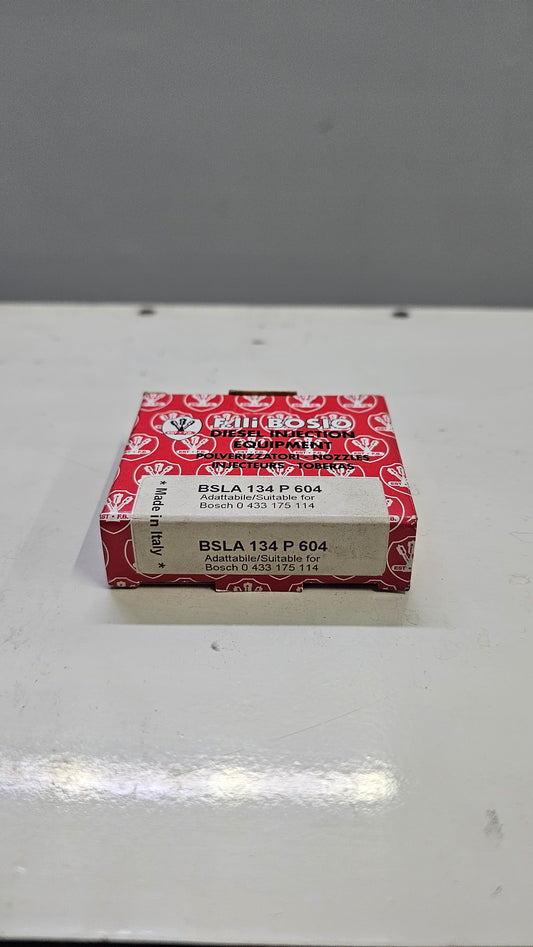 F.lli BOSIO
DIESEL INJECTION
EQUIPMENT
POLVERIZZATORI - NOZZLES
INJECTEURS - TOBERAS
* Made in Italy *
BSLA 134 P 604
Adattabile/Suitable for
Bosch 0 433 175 114
BSLA 134 P 604
Adattabile/Suitable for
Bosch 0 433 175 114
EST • F.B.